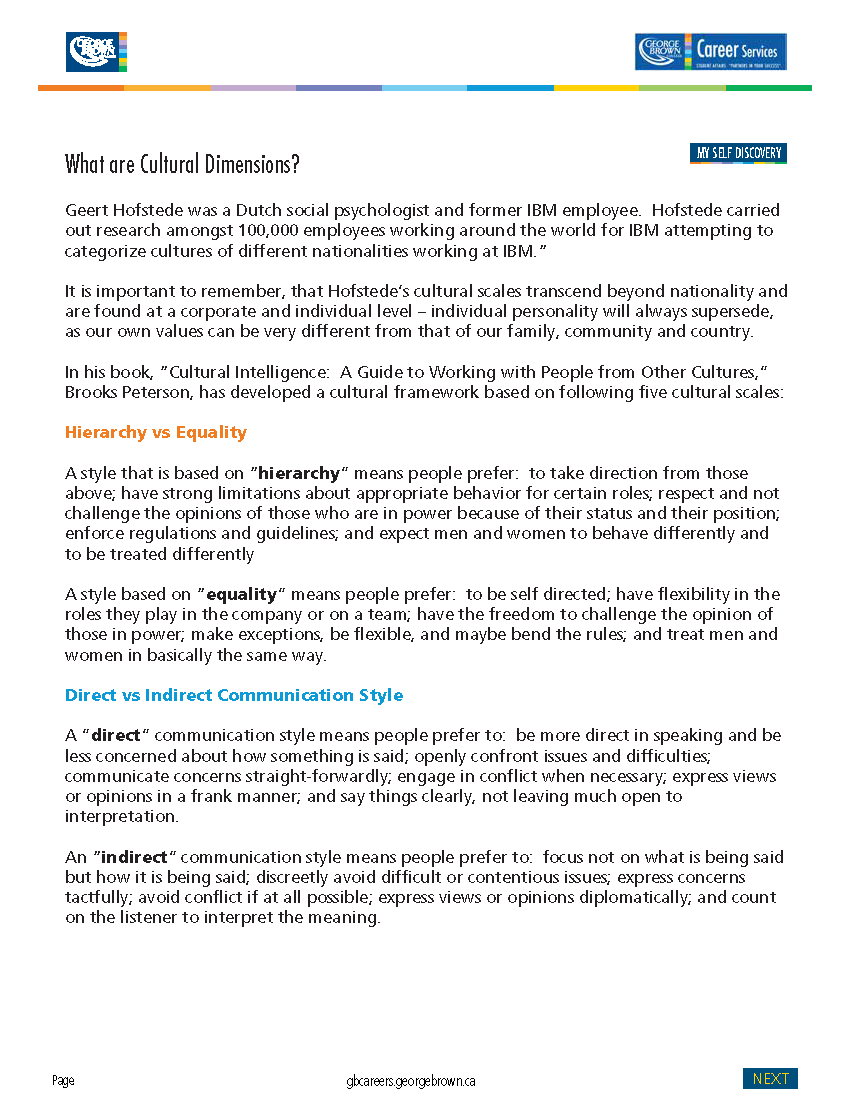 GEORGE
BROWN
GEORGE
BROWN
Career Services
STUDENT AFFAIRS: "PARTNERS IN YOUR SUCCESS"
What are Cultural Dimensions?
MY SELF DISCOVERY
Geert Hofstede was a Dutch social psychologist and former IBM employee.  Hofstede carried
out research amongst 100,000 employees working around the world for IBM attempting to
categorize cultures of different nationalities working at IBM."
It is important to remember, that Hofstede's cultural scales transcend beyond nationality and
are found at a corporate and individual level – individual personality will always supersede,
as our own values can be very different from that of our family, community and country.
In his book, "Cultural Intelligence:  A Guide to Working with People from Other Cultures,"
Brooks Peterson, has developed a cultural framework based on following five cultural scales:
Hierarchy vs Equality
A style that is based on "hierarchy" means people prefer:  to take direction from those
above; have strong limitations about appropriate behavior for certain roles; respect and not
challenge the opinions of those who are in power because of their status and their position;
enforce regulations and guidelines; and expect men and women to behave differently and
to be treated differently
A style based on "equality" means people prefer:  to be self directed; have flexibility in the
roles they play in the company or on a team; have the freedom to challenge the opinion of
those in power; make exceptions, be flexible, and maybe bend the rules; and treat men and
women in basically the same way.
Direct vs Indirect Communication Style
A "direct" communication style means people prefer to:  be more direct in speaking and be
less concerned about how something is said; openly confront issues and difficulties;
communicate concerns straight-forwardly; engage in conflict when necessary; express views
or opinions in a frank manner; and say things clearly, not leaving much open to
interpretation.
An "indirect" communication style means people prefer to:  focus not on what is being said
but how it is being said; discreetly avoid difficult or contentious issues; express concerns
tactfully; avoid conflict if at all possible; express views or opinions diplomatically; and count
on the listener to interpret the meaning.
Page
gbcareers.georgebrown.ca
NEXT